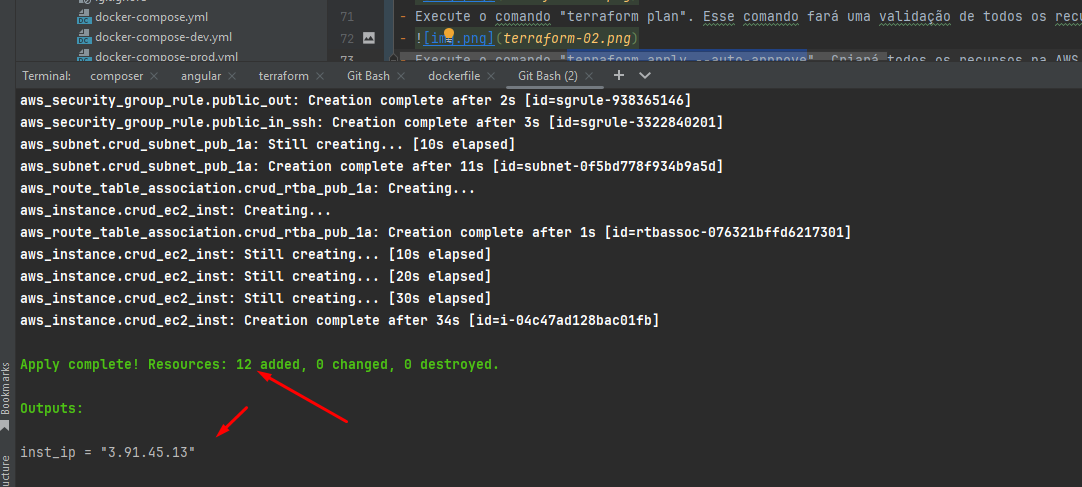 docker-compose.yml
docker-compose-dev.yml
docker-compose-prod.yml
71 - Execute o comando "terraform plan". Esse comando fará uma validação de todos os recu
72 - ![img.png](terraform-02.png)
73 - Execute o comando "terraform apply --auto-approve". Criará todos os recursos na AWS
Terminal: composer × angular × terraform × Git Bash × dockerfile × Git Bash (2) × +
aws_security_group_rule.public_out: Creation complete after 2s [id=sgrule-938365146]
aws_security_group_rule.public_in_ssh: Creation complete after 3s [id=sgrule-3322840201]
aws_subnet.crud_subnet_pub_1a: Still creating... [10s elapsed]
aws_subnet.crud_subnet_pub_1a: Creation complete after 11s [id=subnet-0f5bd778f934b9a5d]
aws_route_table_association.crud_rtba_pub_1a: Creating...
aws_instance.crud_ec2_inst: Creating...
aws_route_table_association.crud_rtba_pub_1a: Creation complete after 1s [id=rtbassoc-076321bffd6217301]
aws_instance.crud_ec2_inst: Still creating... [10s elapsed]
aws_instance.crud_ec2_inst: Still creating... [20s elapsed]
aws_instance.crud_ec2_inst: Still creating... [30s elapsed]
aws_instance.crud_ec2_inst: Creation complete after 34s [id=i-04c47ad128bac01fb]
Apply complete! Resources: 12 added, 0 changed, 0 destroyed.
Outputs:
inst_ip = "3.91.45.13"
Bookmarks
ucture